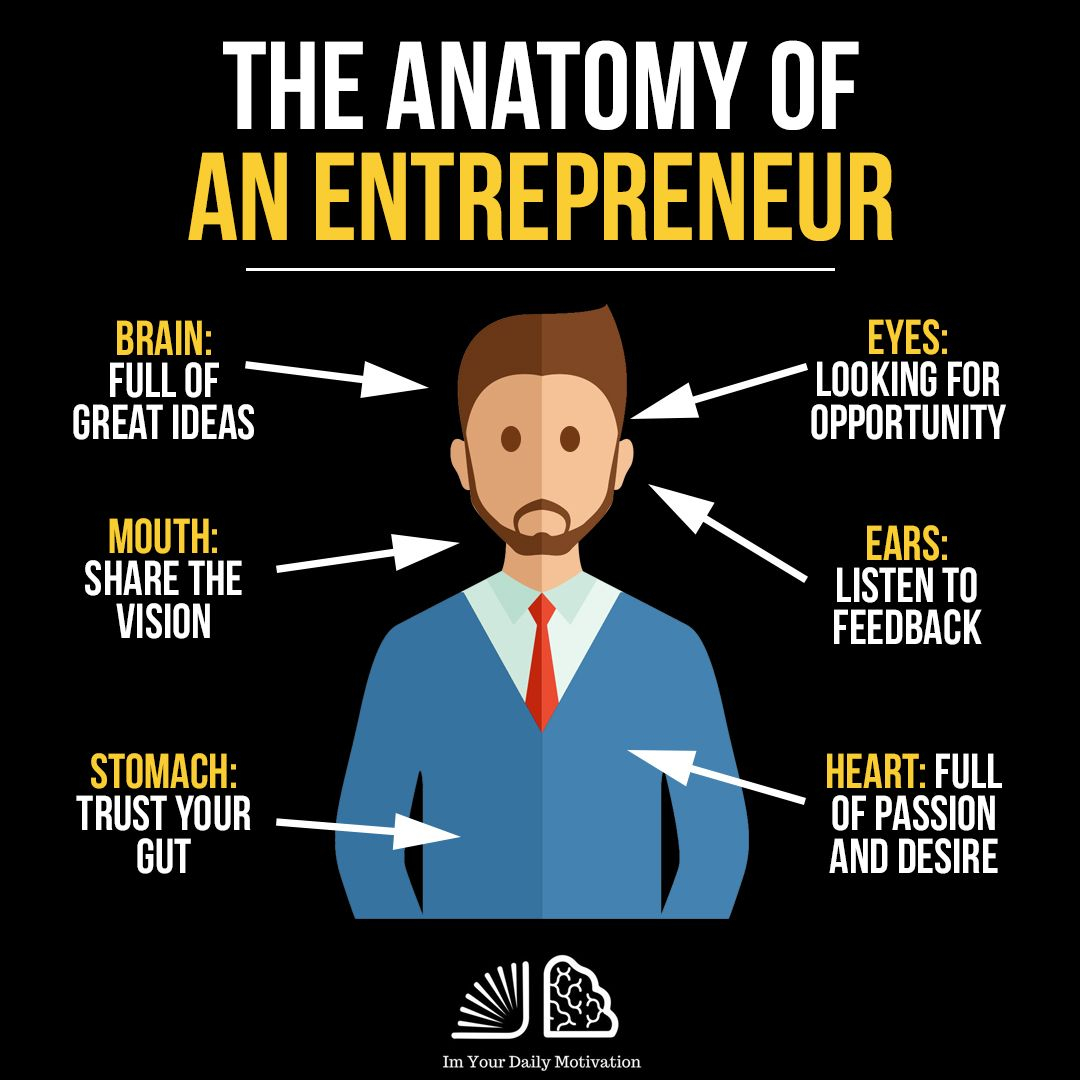 THE ANATOMY OF
AN ENTREPRENEUR
BRAIN:
FULL OF
GREAT IDEAS
EYES:
LOOKING FOR
OPPORTUNITY
MOUTH:
SHARE THE
VISION
EARS:
LISTEN TO
FEEDBACK
STOMACH:
TRUST YOUR
GUT
HEART: FULL
OF PASSION
AND DESIRE
Im Your Daily Motivation